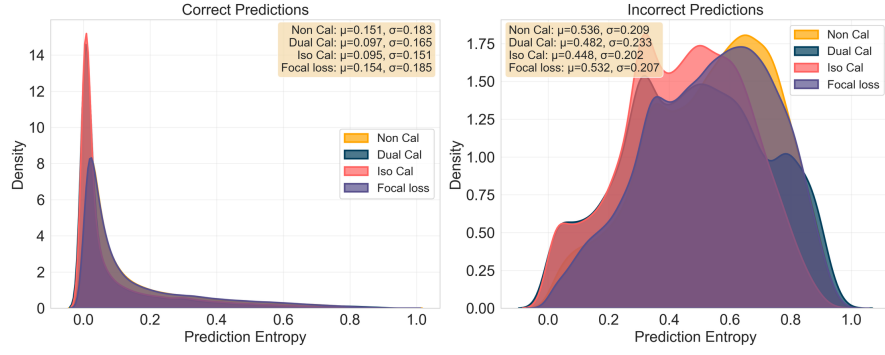 Correct Predictions
Non Cal: μ=0.151, σ=0.183
Dual Cal: μ=0.097, σ=0.165
Iso Cal: μ=0.095, σ=0.151
Focal loss: μ=0.154, σ=0.185
Non Cal
Dual Cal
Iso Cal
Focal loss
Density
14
12
10
8
6
4
2
0
0.0 0.2 0.4 0.6 0.8 1.0
Prediction Entropy
Incorrect Predictions
Non Cal: μ=0.536, σ=0.209
Dual Cal: μ=0.482, σ=0.233
Iso Cal: μ=0.448, σ=0.202
Focal loss: μ=0.532, σ=0.207
Non Cal
Dual Cal
Iso Cal
Focal loss
Density
1.75
1.50
1.25
1.00
0.75
0.50
0.25
0.00
0.0 0.2 0.4 0.6 0.8 1.0
Prediction Entropy